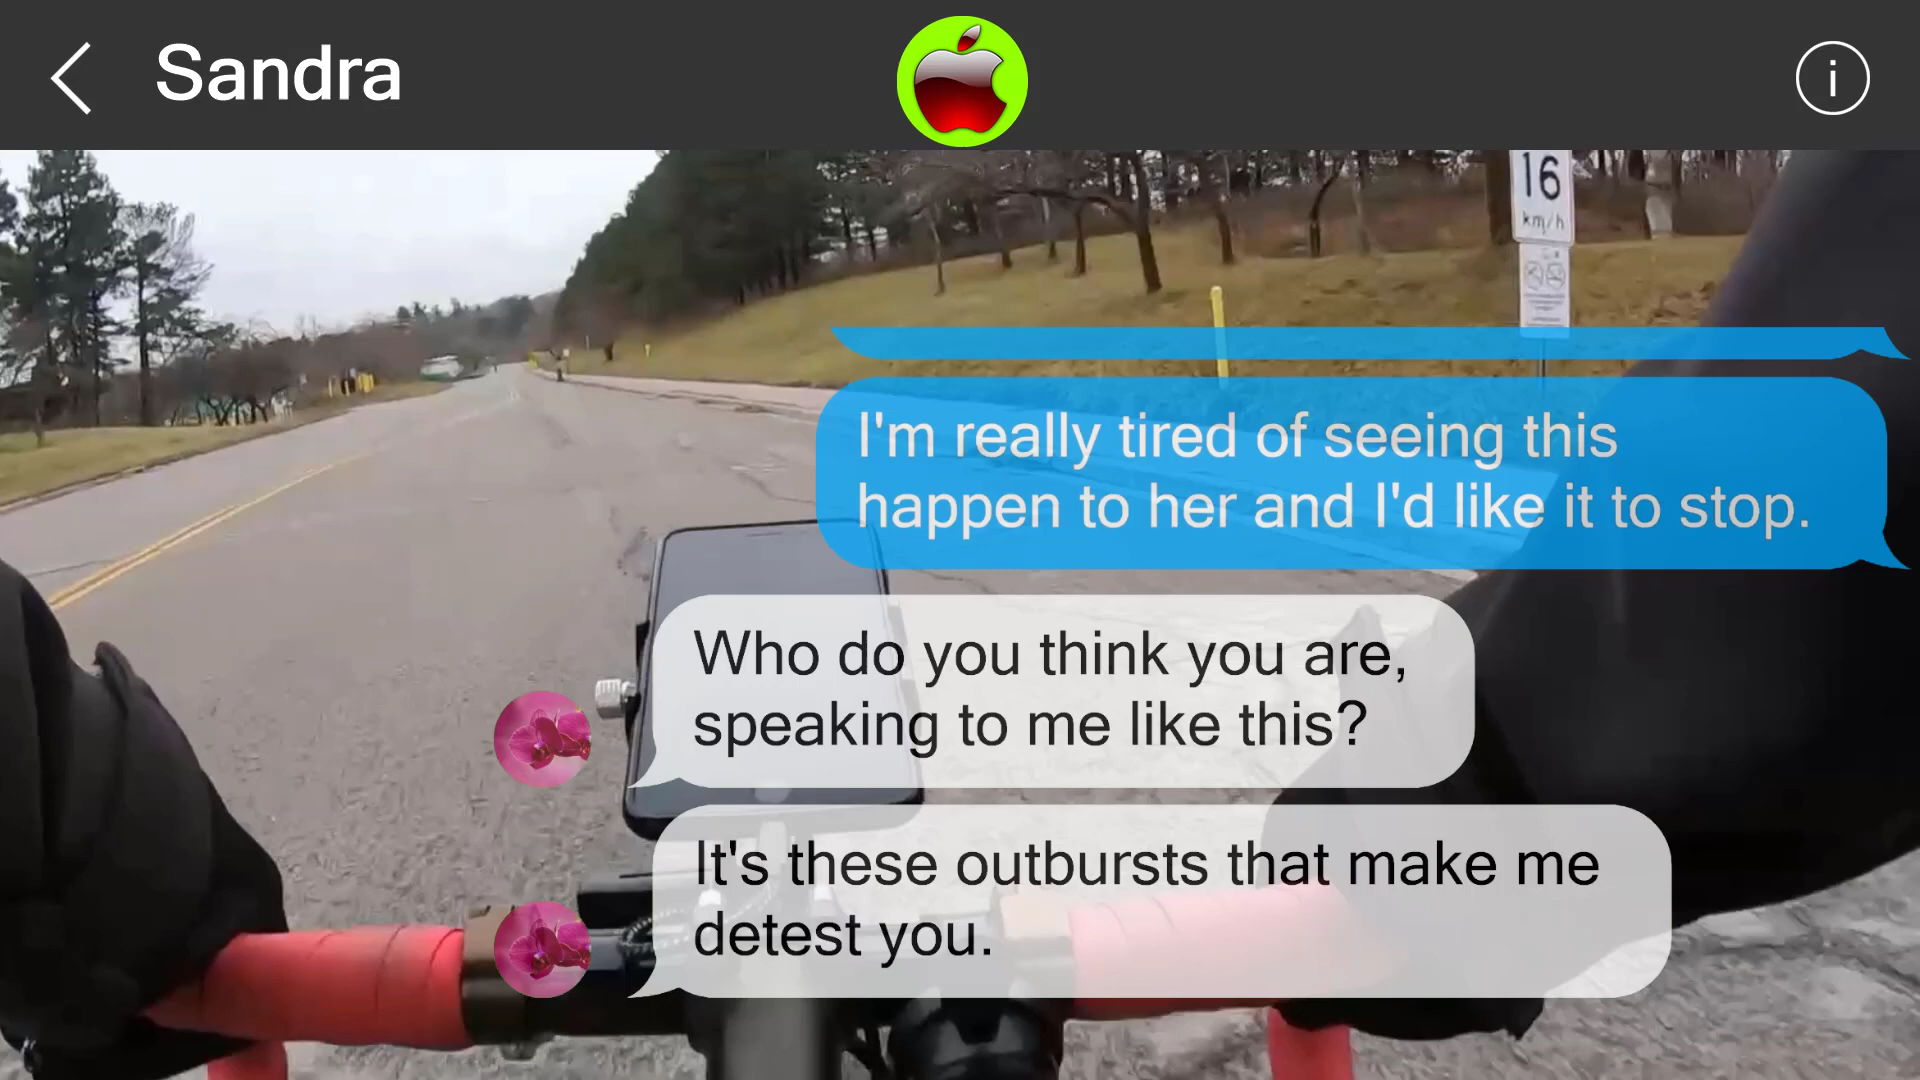 Sandra
i
16
km/h
I'm really tired of seeing this
happen to her and I'd like it to stop.
Who do you think you are,
speaking to me like this?
It's these outbursts that make me
detest you.